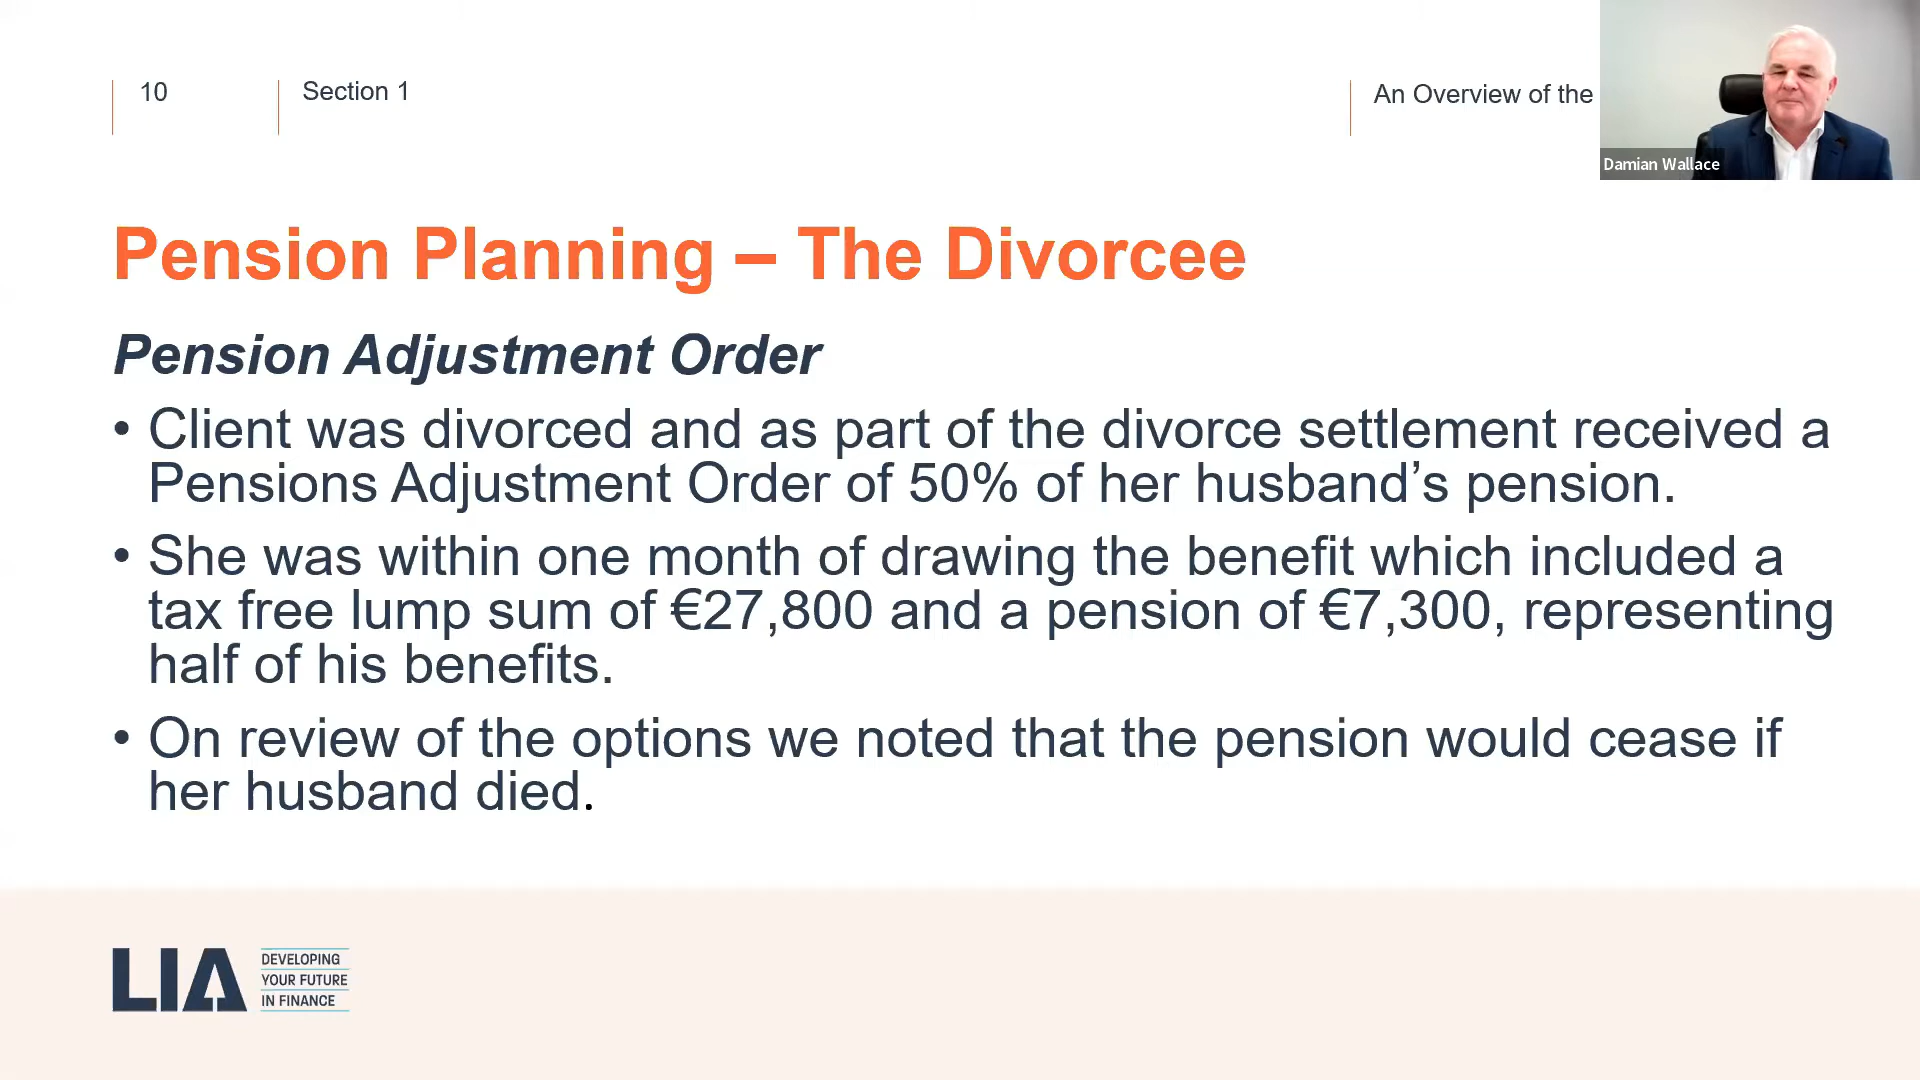 10
Section 1
An Overview of the
Damian Wallace
Pension Planning – The Divorcee
Pension Adjustment Order
• Client was divorced and as part of the divorce settlement received a
Pensions Adjustment Order of 50% of her husband’s pension.
• She was within one month of drawing the benefit which included a
tax free lump sum of €27,800 and a pension of €7,300, representing
half of his benefits.
• On review of the options we noted that the pension would cease if
her husband died.
LIA
DEVELOPING
YOUR FUTURE
IN FINANCE